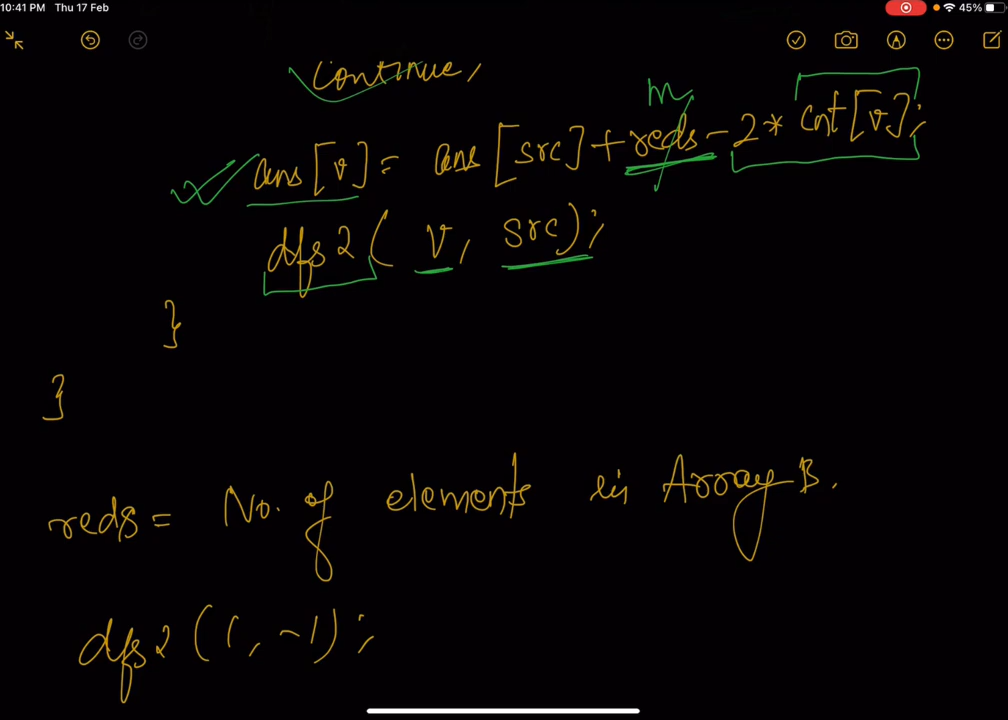 10:41 PM Thu 17 Feb 45%
continue;
m
ans[v] = ans[src] + reds - 2 * cnt[v];
dfs2( v, src);
}
}
reds = No. of elements in Array B.
dfs2 (1, -1);